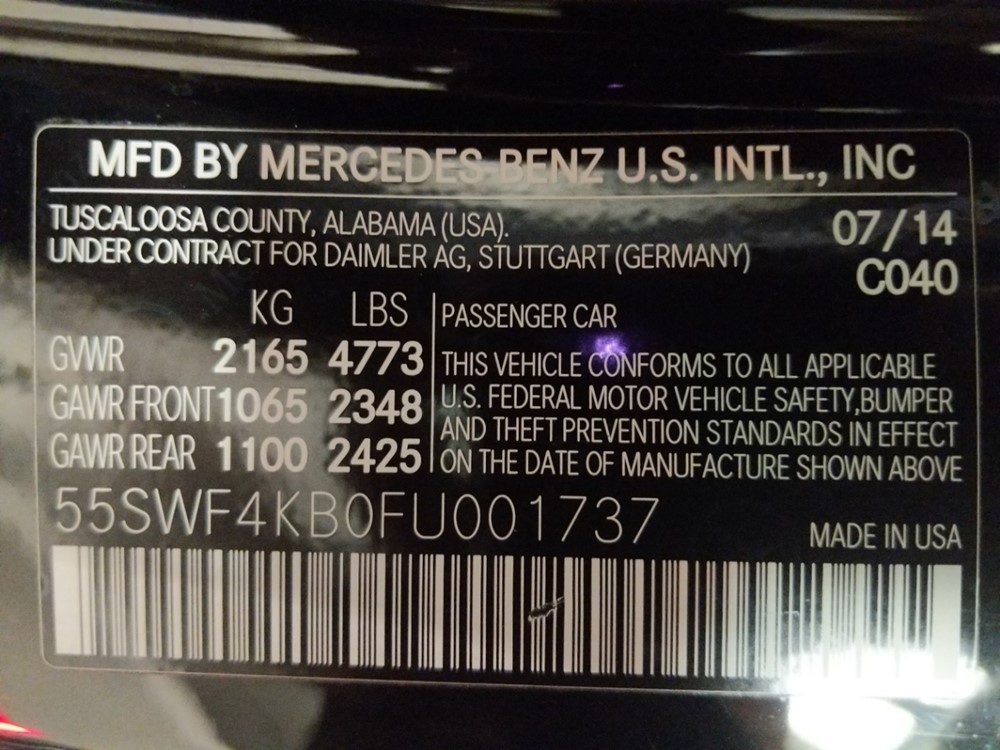 MFD BY MERCEDES-BENZ U.S. INTL., INC
TUSCALOOSA COUNTY, ALABAMA (USA).
UNDER CONTRACT FOR DAIMLER AG, STUTTGART (GERMANY)
07/14
C040
KG LBS
GVWR 2165 4773
GAWR FRONT 1065 2348
GAWR REAR 1100 2425
PASSENGER CAR
THIS VEHICLE CONFORMS TO ALL APPLICABLE
U.S. FEDERAL MOTOR VEHICLE SAFETY,BUMPER
AND THEFT PREVENTION STANDARDS IN EFFECT
ON THE DATE OF MANUFACTURE SHOWN ABOVE
55SWF4KB0FU001737
MADE IN USA